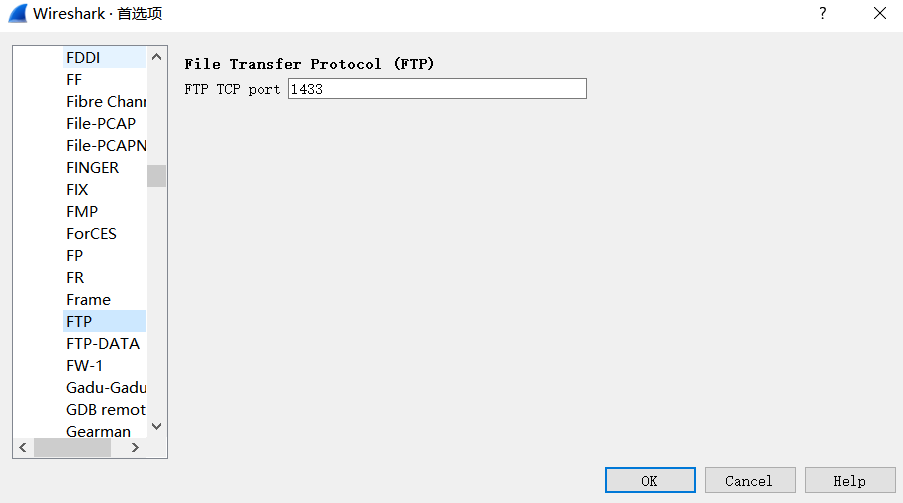 Wireshark · 首选项
?
FDDI
FF
Fibre Chann
File-PCAP
File-PCAPN
FINGER
FIX
FMP
ForCES
FP
FR
Frame
FTP
FTP-DATA
FW-1
Gadu-Gadu
GDB remot
Gearman
File Transfer Protocol (FTP)
FTP TCP port 1433
OK Cancel Help